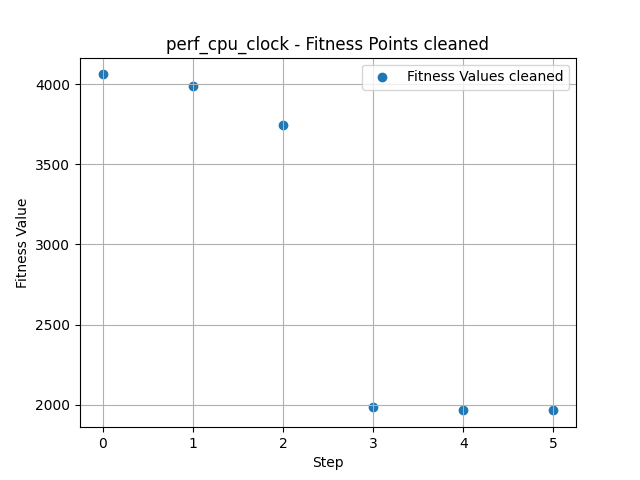 perf_cpu_clock - Fitness Points cleaned
Fitness Values cleaned
4000
3500
3000
2500
2000
Fitness Value
0 1 2 3 4 5
Step